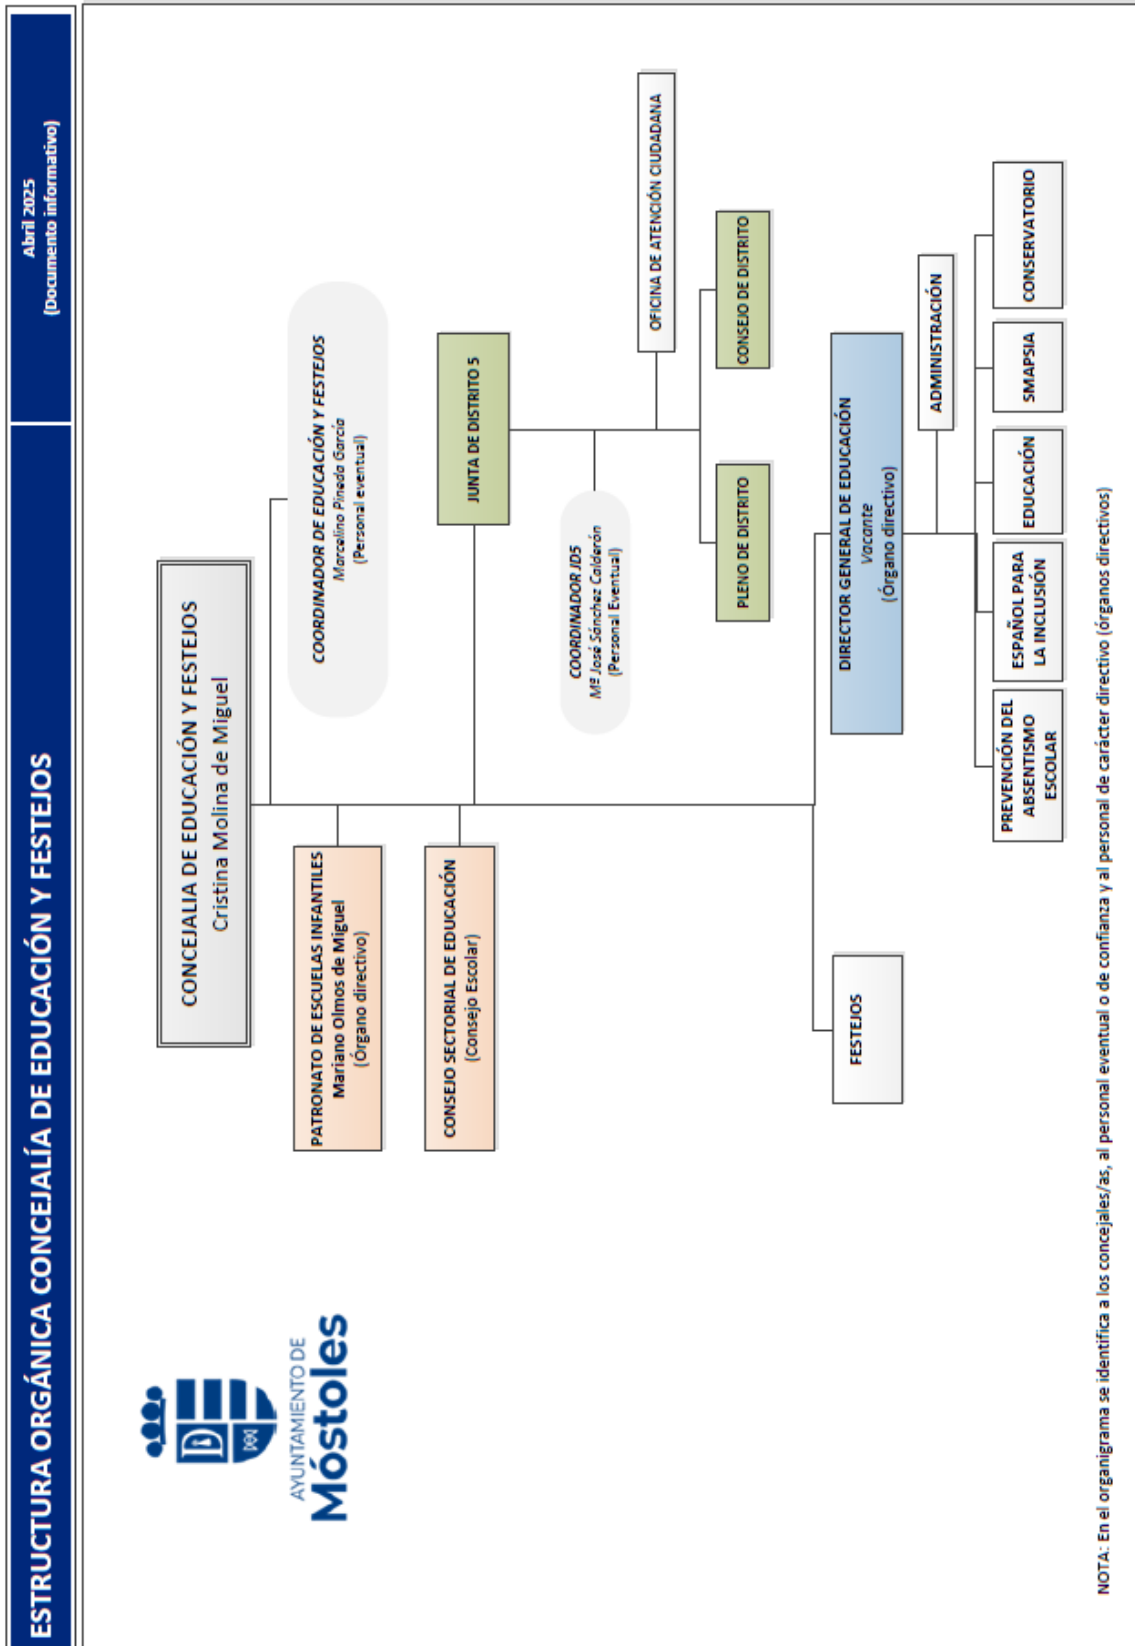 ESTRUCTURA ORGÁNICA CONCEJALÍA DE EDUCACIÓN Y FESTEJOS
Abril 2025
(Documento informativo)
AYUNTAMIENTO DE
Móstoles
CONCEJALIA DE EDUCACIÓN Y FESTEJOS
Cristina Molina de Miguel
COORDINADOR DE EDUCACIÓN Y FESTEJOS
Marcelino Pineda García
(Personal eventual)
PATRONATO DE ESCUELAS INFANTILES
Mariano Olmos de Miguel
(Órgano directivo)
CONSEJO SECTORIAL DE EDUCACIÓN
(Consejo Escolar)
JUNTA DE DISTRITO 5
COORDINADOR JD5
Mª José Sánchez Calderón
(Personal Eventual)
OFICINA DE ATENCIÓN CIUDADANA
PLENO DE DISTRITO
CONSEJO DE DISTRITO
FESTEJOS
DIRECTOR GENERAL DE EDUCACIÓN
Vacante
(Órgano directivo)
ADMINISTRACIÓN
PREVENCIÓN DEL
ABSENTISMO
ESCOLAR
ESPAÑOL PARA
LA INCLUSIÓN
EDUCACIÓN
SMAPSIA
CONSERVATORIO
NOTA: En el organigrama se identifica a los concejales/as, al personal eventual o de confianza y al personal de carácter directivo (órganos directivos)